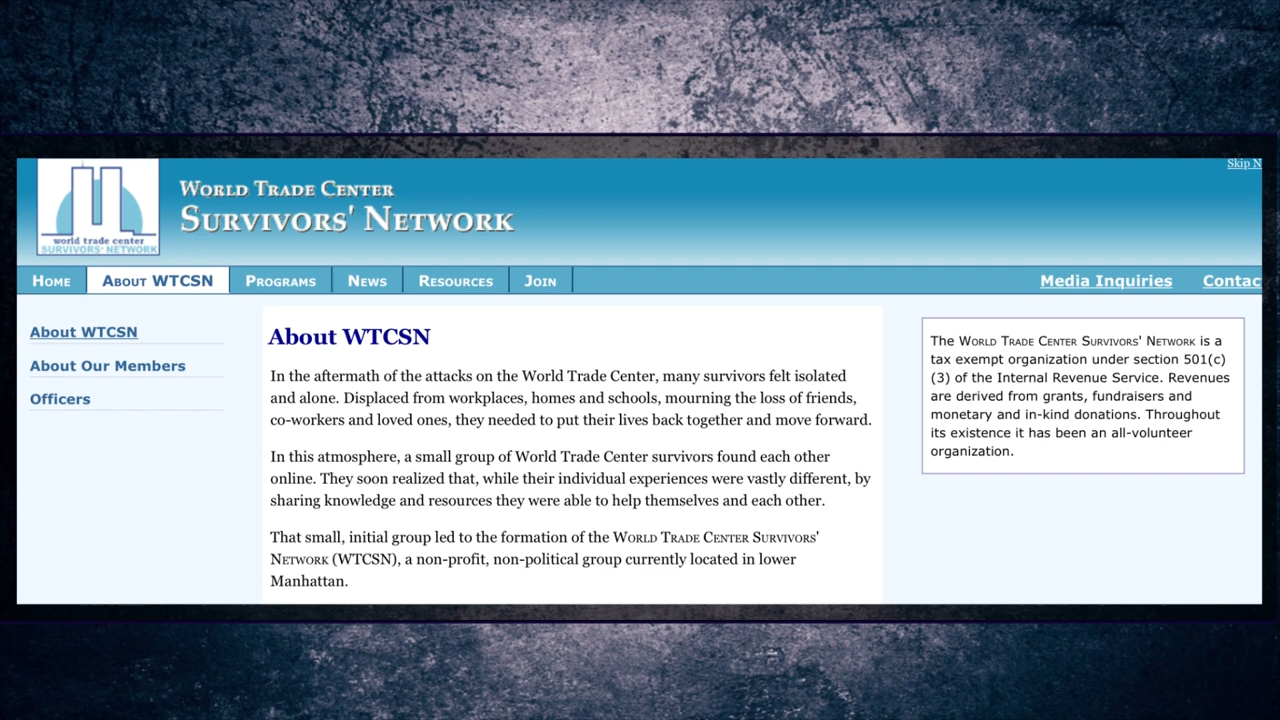 Skip N
world trade center
SURVIVORS' NETWORK
WORLD TRADE CENTER
SURVIVORS' NETWORK
HOME
ABOUT WTCSN
PROGRAMS
NEWS
RESOURCES
JOIN
Media Inquiries
Contac
About WTCSN
About Our Members
Officers
About WTCSN
In the aftermath of the attacks on the World Trade Center, many survivors felt isolated
and alone. Displaced from workplaces, homes and schools, mourning the loss of friends,
co-workers and loved ones, they needed to put their lives back together and move forward.
In this atmosphere, a small group of World Trade Center survivors found each other
online. They soon realized that, while their individual experiences were vastly different, by
sharing knowledge and resources they were able to help themselves and each other.
That small, initial group led to the formation of the WORLD TRADE CENTER SURVIVORS'
NETWORK (WTCSN), a non-profit, non-political group currently located in lower
Manhattan.
The WORLD TRADE CENTER SURVIVORS' NETWORK is a
tax exempt organization under section 501(c)
(3) of the Internal Revenue Service. Revenues
are derived from grants, fundraisers and
monetary and in-kind donations. Throughout
its existence it has been an all-volunteer
organization.